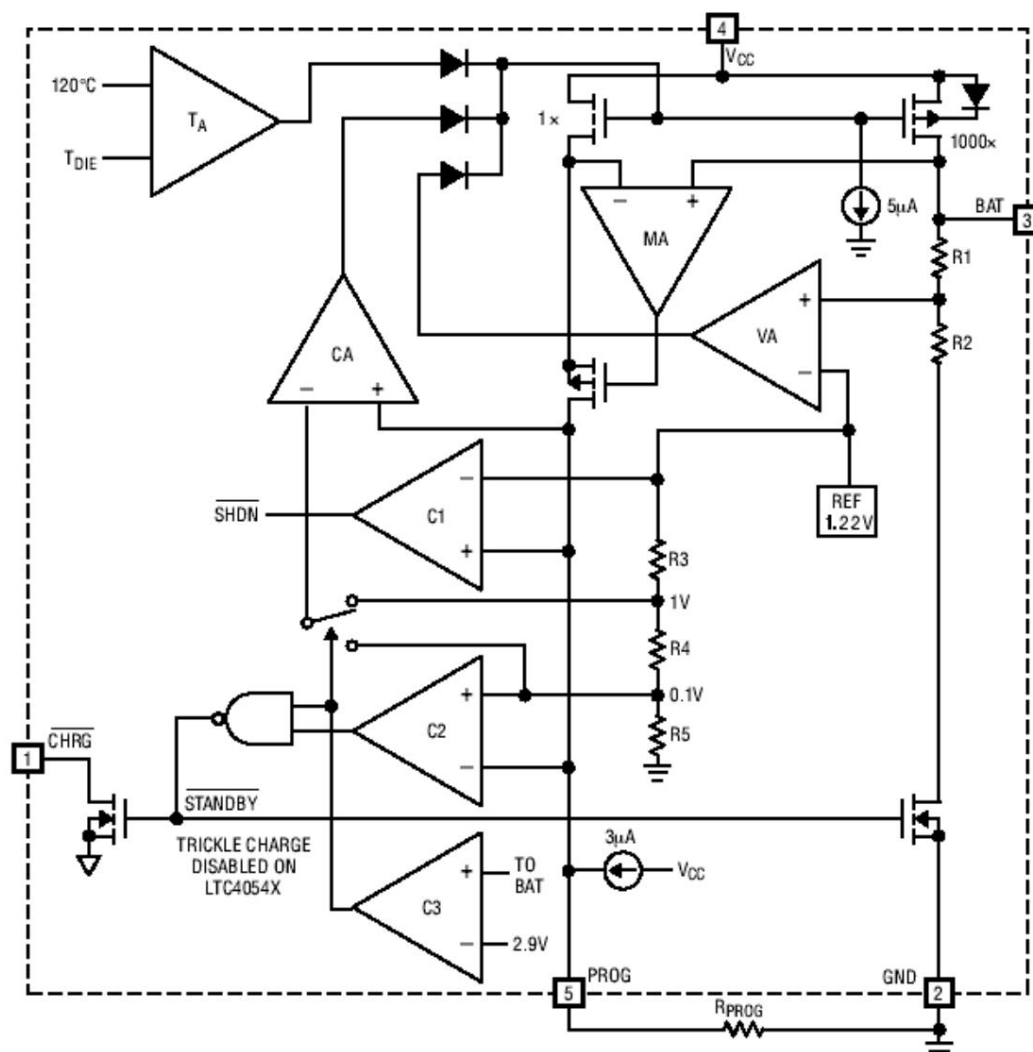 4
VCC
120°C
TA
TDIE
1×
1000×
− +
MA
5µA
BAT
3
R1
+
VA
−
R2
CA
− +
REF
1.22V
−
C1
+
SHDN
R3
1V
R4
+
C2
−
0.1V
R5
CHRG
1
STANDBY
TRICKLE CHARGE
DISABLED ON
LTC4054X
3µA
VCC
+
C3
−
TO
BAT
2.9V
PROG
5
GND
2
RPROG